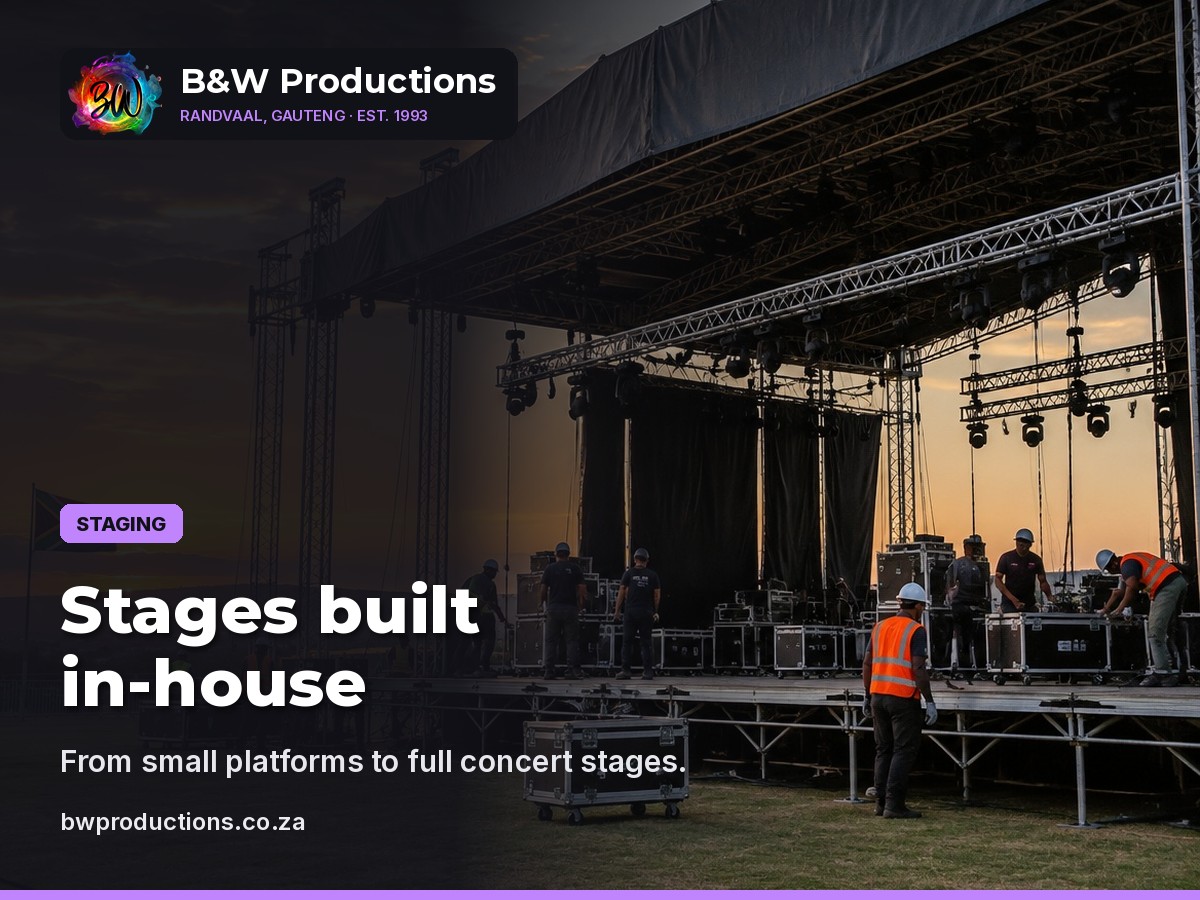 BW
B&W Productions
RANDVAAL, GAUTENG · EST. 1993
STAGING
Stages built
in-house
From small platforms to full concert stages.
bwproductions.co.za